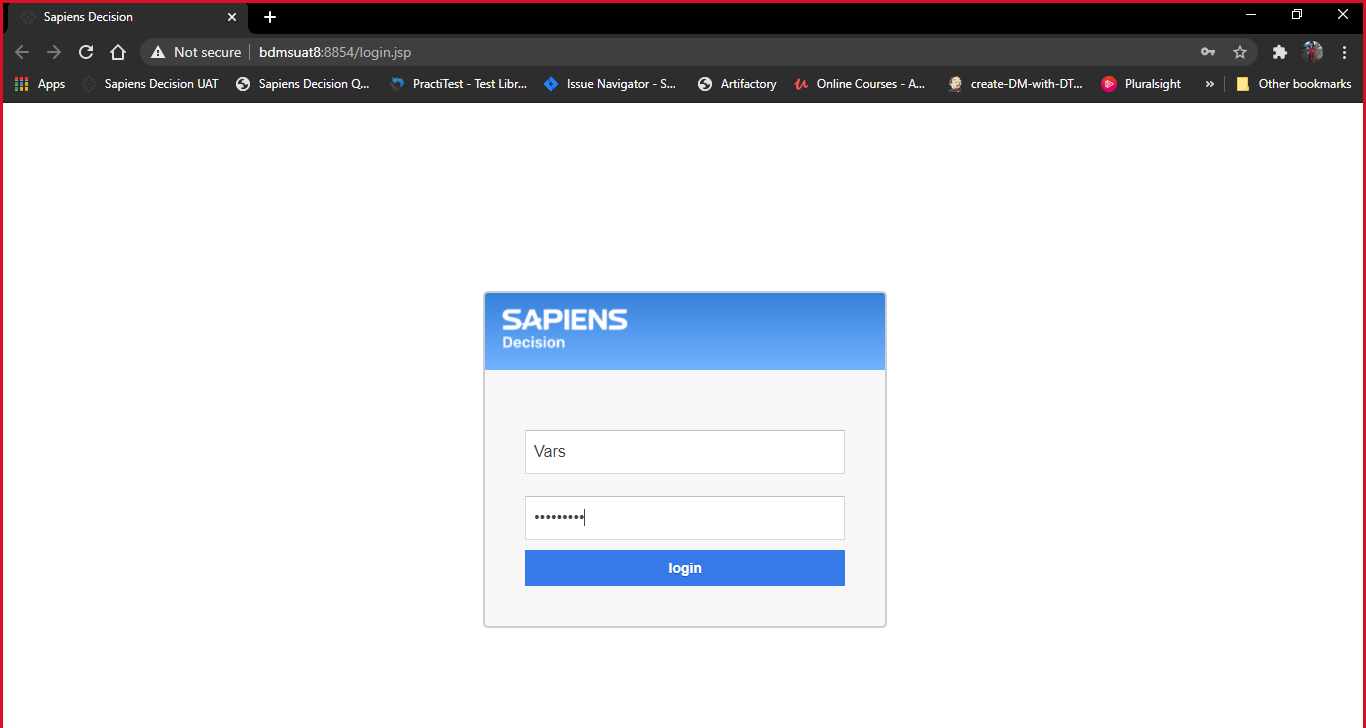 Sapiens Decision
Not secure bdmsuat8:8854/login.jsp
Apps Sapiens Decision UAT Sapiens Decision Q... PractiTest - Test Libr... Issue Navigator - S... Artifactory Online Courses - A... create-DM-with-DT... Pluralsight » Other bookmarks
SAPIENS
Decision
Vars
•••••••••
login